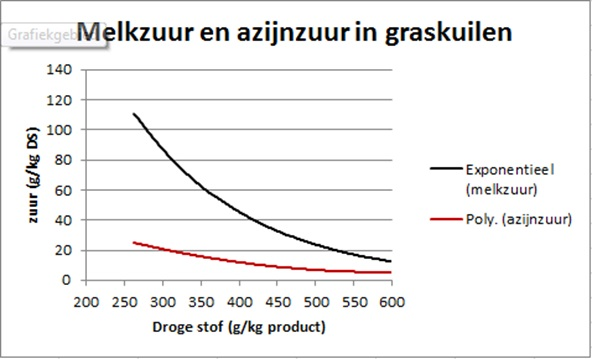 Melkzuur en azijnzuur in graskuilen
Grafiekgebied
zuur (g/kg DS)
140
120
100
80
60
40
20
0
200 250 300 350 400 450 500 550 600
Droge stof (g/kg product)
Exponentieel
(melkzuur)
Poly. (azijnzuur)